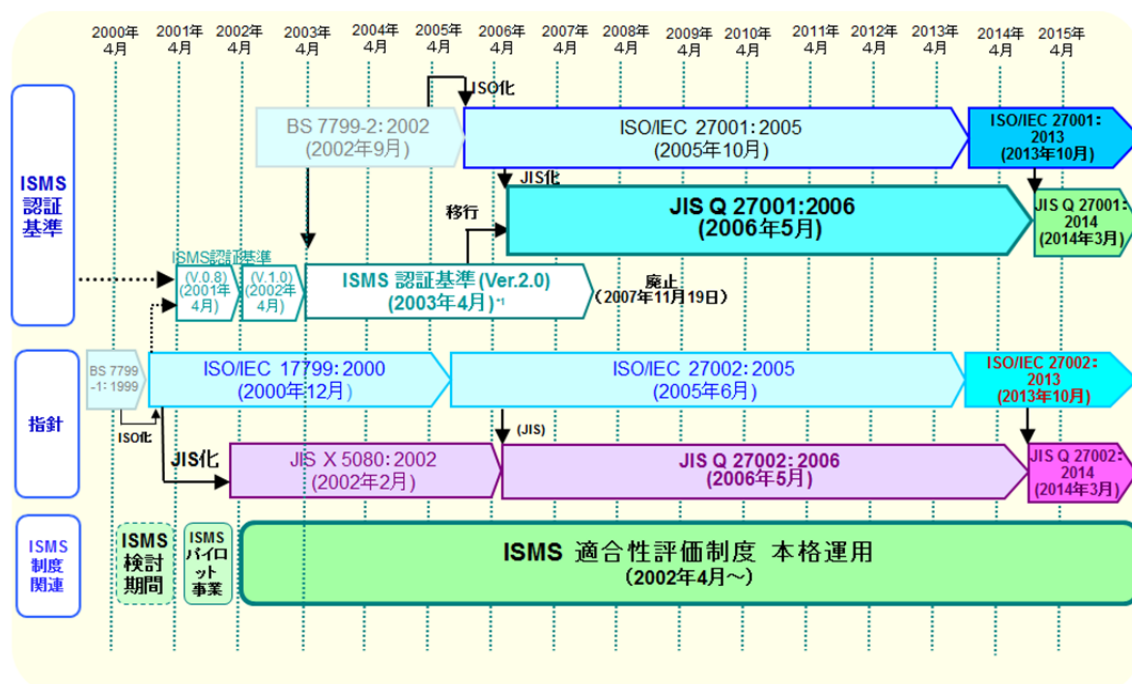 2000年 2001年 2002年 2003年 2004年 2005年 2006年 2007年 2008年 2009年 2010年 2011年 2012年 2013年 2014年 2015年
4月 4月 4月 4月 4月 4月 4月 4月 4月 4月 4月 4月 4月 4月 4月 4月
ISMS
認証
基準
ISO化
BS 7799-2：2002
(2002年9月)
ISO/IEC 27001：2005
(2005年10月)
ISO/IEC 27001：
2013
(2013年10月)
JIS化
移行
JIS Q 27001:2006
(2006年5月)
JIS Q 27001:
2014
(2014年3月)
ISMS認証基準
(V.0.8)
(2001年
4月)
(V.1.0)
(2002年
4月)
ISMS 認証基準(Ver.2.0)
(2003年4月)*1
廃止
（2007年11月19日）
指針
BS 7799
-1：1999
ISO/IEC 17799：2000
(2000年12月)
ISO/IEC 27002：2005
(2005年6月)
ISO/IEC 27002：
2013
(2013年10月)
ISO化
JIS化
(JIS)
JIS X 5080：2002
(2002年2月)
JIS Q 27002：2006
(2006年5月)
JIS Q 27002：
2014
(2014年3月)
ISMS
制度
関連
ISMS
検討
期間
ISMS
パイロ
ット
事業
ISMS 適合性評価制度 本格運用
（2002年4月～）